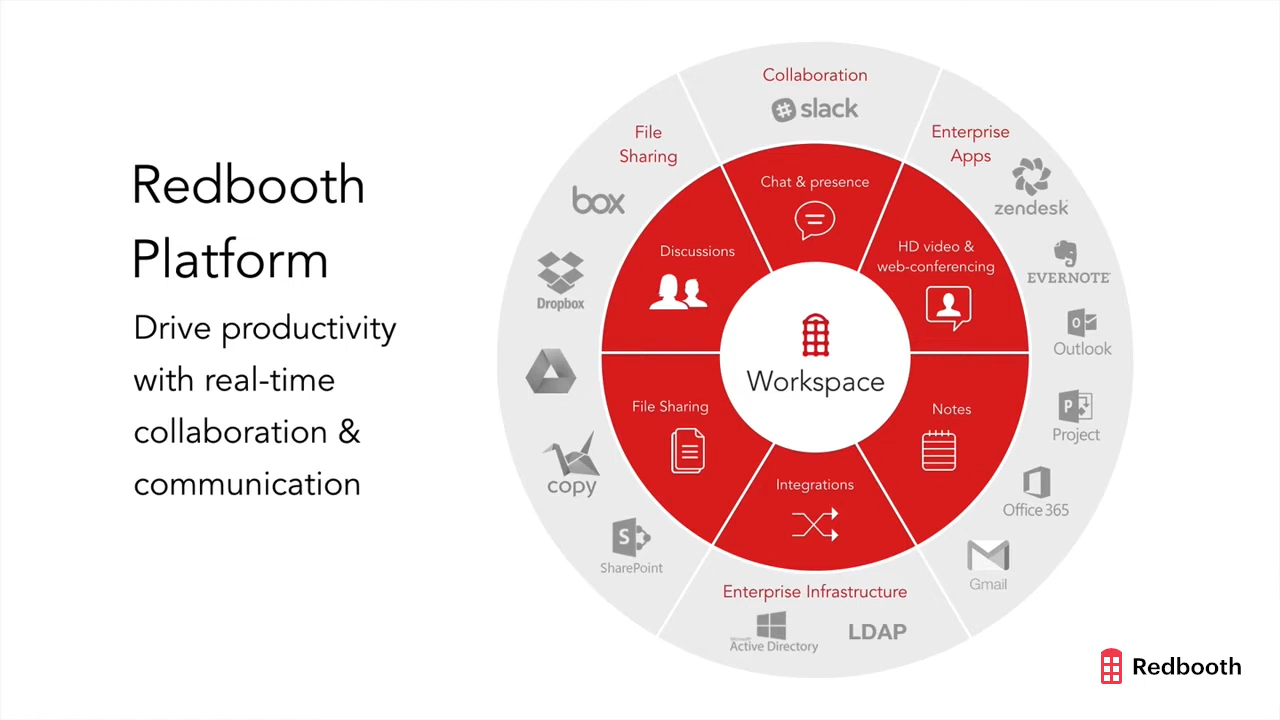 Redbooth
Platform
Drive productivity
with real-time
collaboration &
communication
Collaboration
slack
File
Sharing
box
Dropbox
copy
S
SharePoint
Enterprise
Apps
zendesk
EVERNOTE
O
Outlook
P
Project
Office 365
Gmail
Enterprise Infrastructure
Active Directory
LDAP
Chat & presence
HD video &
web-conferencing
Notes
Integrations
File Sharing
Discussions
Workspace
Redbooth